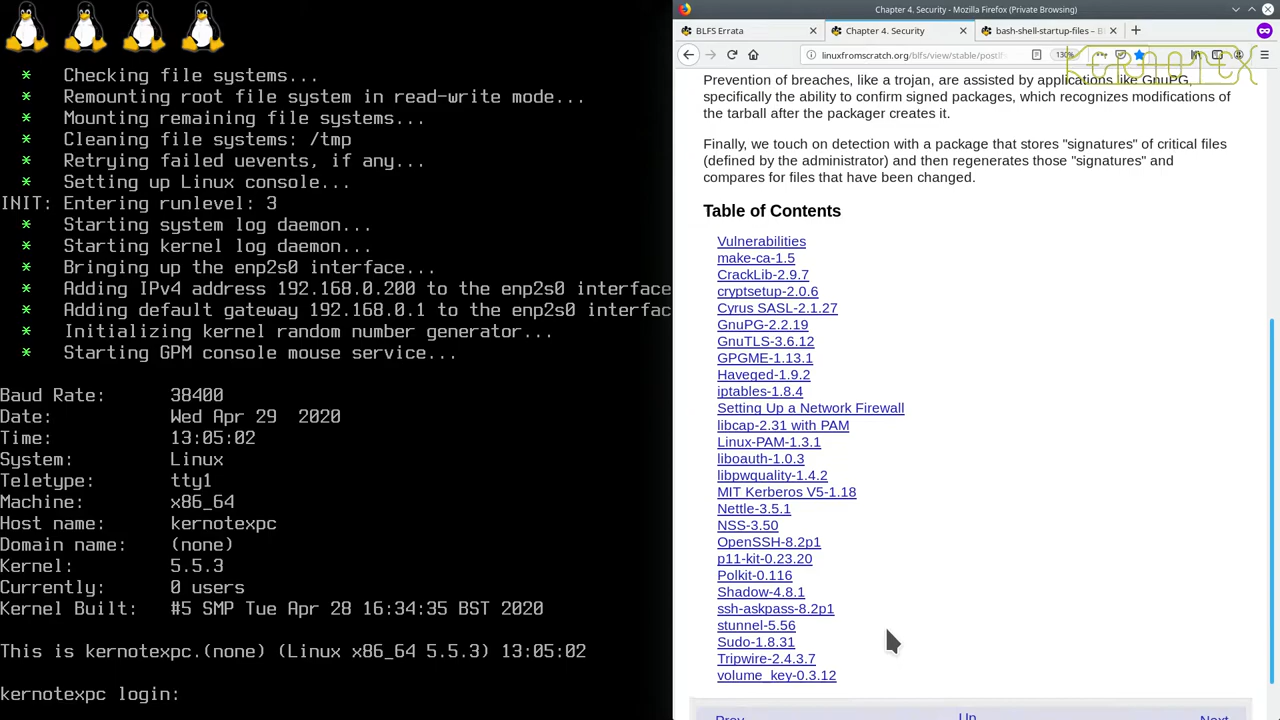 * Checking file systems...
* Remounting root file system in read-write mode...
* Mounting remaining file systems...
* Cleaning file systems: /tmp
* Retrying failed uevents, if any...
* Setting up Linux console...
INIT: Entering runlevel: 3
* Starting system log daemon...
* Starting kernel log daemon...
* Bringing up the enp2s0 interface...
* Adding IPv4 address 192.168.0.200 to the enp2s0 interface
* Adding default gateway 192.168.0.1 to the enp2s0 interfac
* Initializing kernel random number generator...
* Starting GPM console mouse service...
Baud Rate: 38400
Date: Wed Apr 29 2020
Time: 13:05:02
System: Linux
Teletype: tty1
Machine: x86_64
Host name: kernotexpc
Domain name: (none)
Kernel: 5.5.3
Currently: 0 users
Kernel Built: #5 SMP Tue Apr 28 16:34:35 BST 2020
This is kernotexpc.(none) (Linux x86_64 5.5.3) 13:05:02
kernotexpc login:
Chapter 4. Security - Mozilla Firefox (Private Browsing)
BLFS Errata
Chapter 4. Security
bash-shell-startup-files – B
linuxfromscratch.org/blfs/view/stable/post
130%
KERNOTEX
Prevention of breaches, like a trojan, are assisted by applications like GnuPG,
specifically the ability to confirm signed packages, which recognizes modifications of
the tarball after the packager creates it.
Finally, we touch on detection with a package that stores "signatures" of critical files
(defined by the administrator) and then regenerates those "signatures" and
compares for files that have been changed.
Table of Contents
Vulnerabilities
make-ca-1.5
CrackLib-2.9.7
cryptsetup-2.0.6
Cyrus SASL-2.1.27
GnuPG-2.2.19
GnuTLS-3.6.12
GPGME-1.13.1
Haveged-1.9.2
iptables-1.8.4
Setting Up a Network Firewall
libcap-2.31 with PAM
Linux-PAM-1.3.1
liboauth-1.0.3
libpwquality-1.4.2
MIT Kerberos V5-1.18
Nettle-3.5.1
NSS-3.50
OpenSSH-8.2p1
p11-kit-0.23.20
Polkit-0.116
Shadow-4.8.1
ssh-askpass-8.2p1
stunnel-5.56
Sudo-1.8.31
Tripwire-2.4.3.7
volume_key-0.3.12
Prev
Up
Next